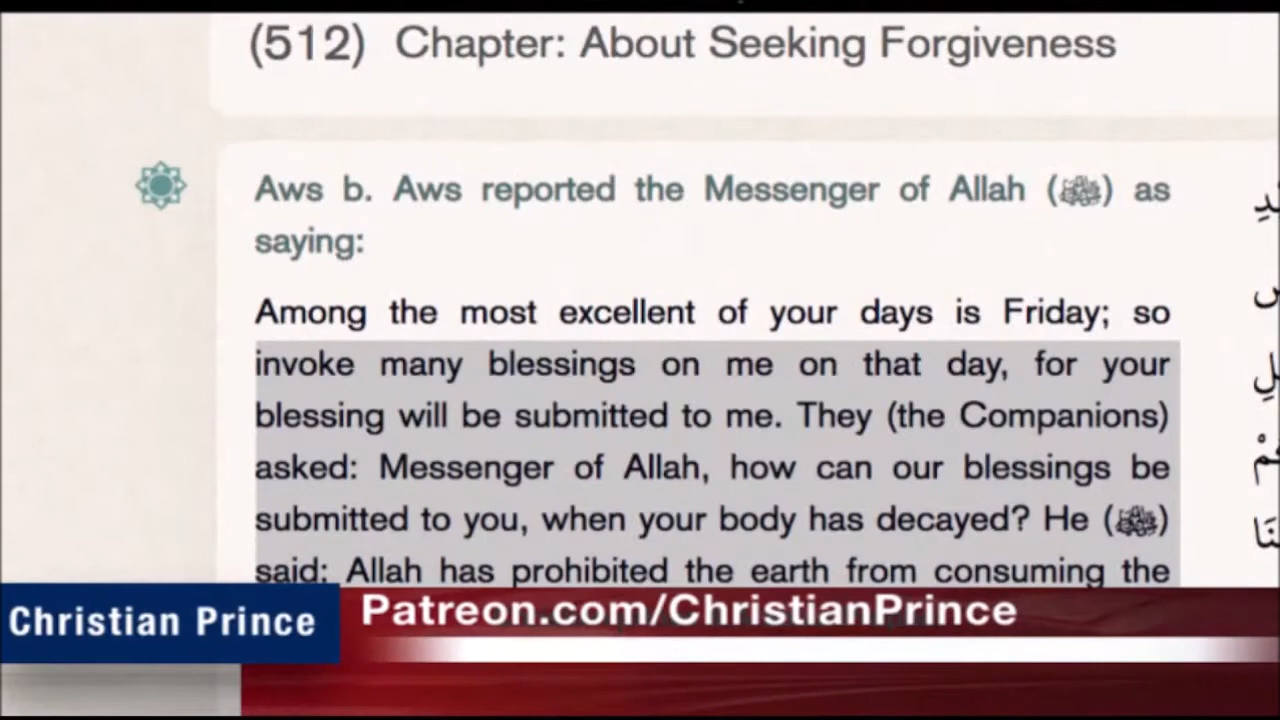 (512) Chapter: About Seeking Forgiveness
Aws b. Aws reported the Messenger of Allah (ﷺ) as
saying:
Among the most excellent of your days is Friday; so
invoke many blessings on me on that day, for your
blessing will be submitted to me. They (the Companions)
asked: Messenger of Allah, how can our blessings be
submitted to you, when your body has decayed? He (ﷺ)
said: Allah has prohibited the earth from consuming the
Christian Prince
Patreon.com/ChristianPrince